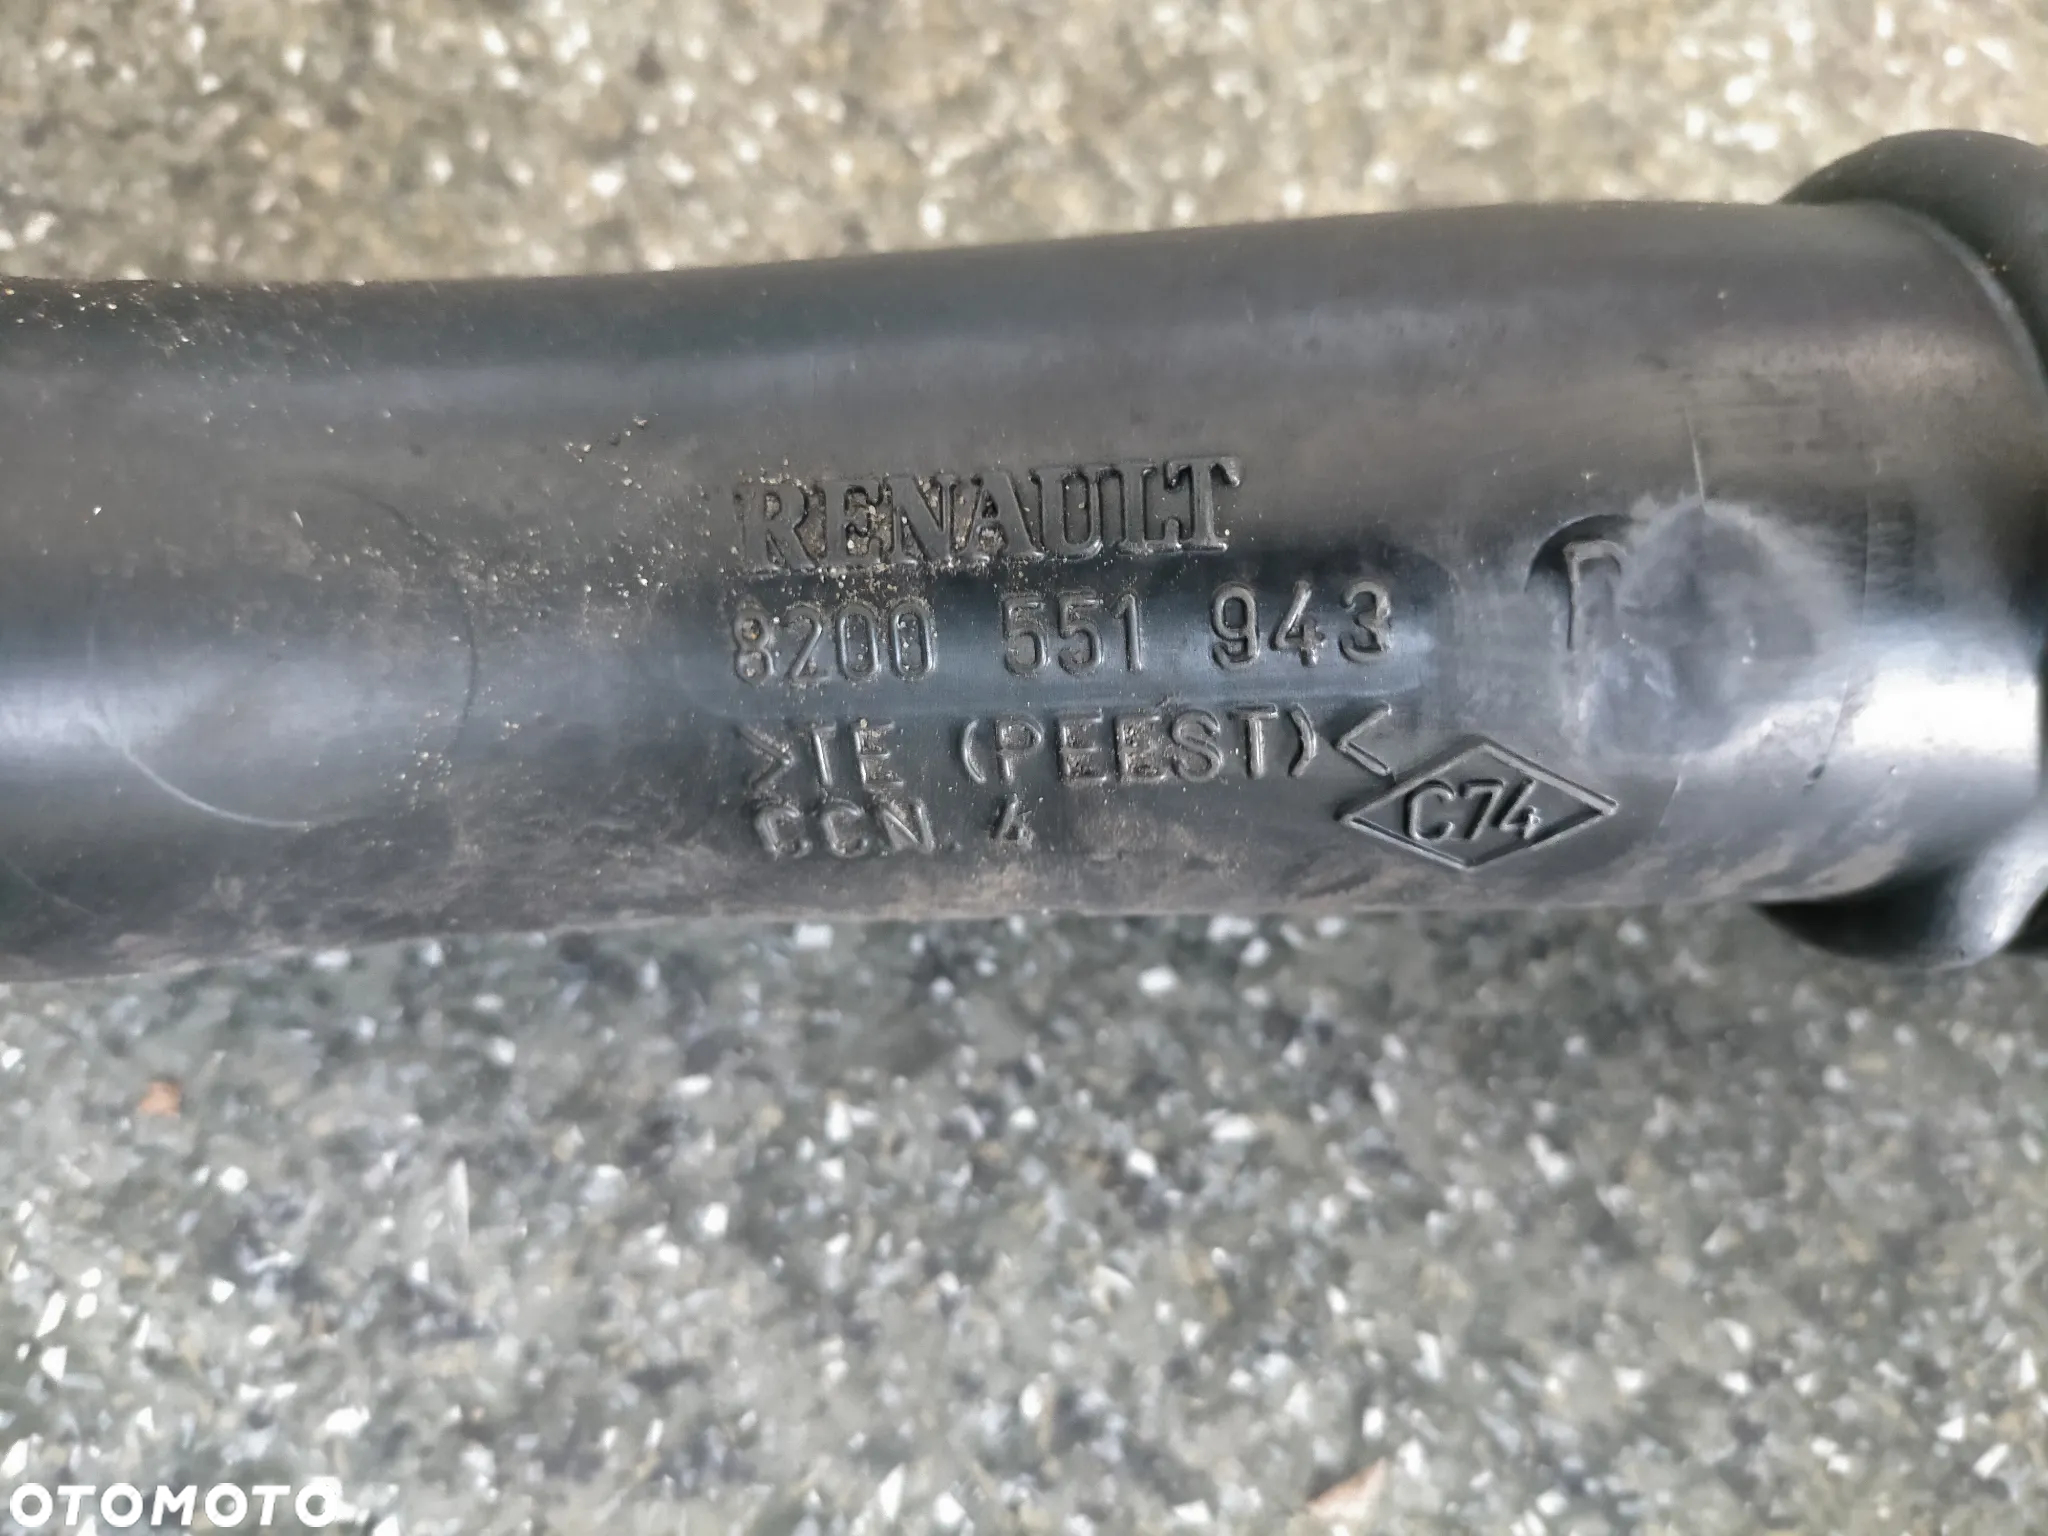 RENAULT
8200 551 943
P
>TE (PEEST)<
CCN. 4
C74
OTOMOTO